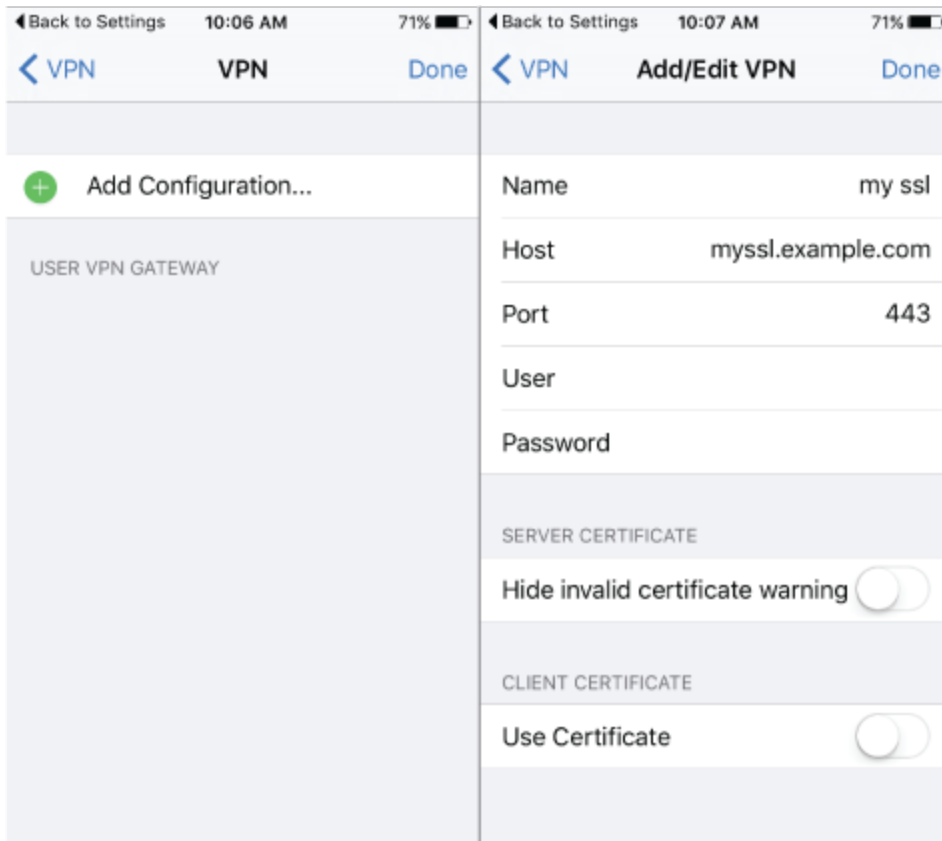 Back to Settings 10:06 AM 71%
VPN VPN Done
Add Configuration...
USER VPN GATEWAY
Back to Settings 10:07 AM 71%
VPN Add/Edit VPN Done
Name my ssl
Host myssl.example.com
Port 443
User
Password
SERVER CERTIFICATE
Hide invalid certificate warning
CLIENT CERTIFICATE
Use Certificate